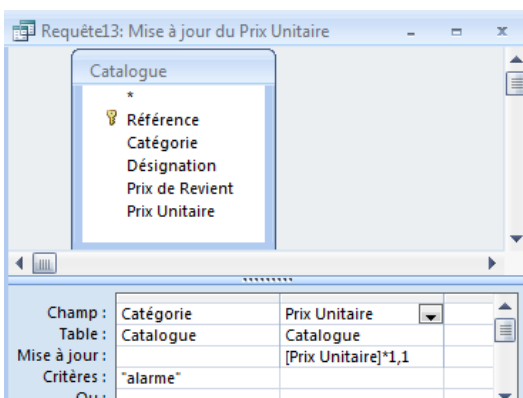 Requête13: Mise à jour du Prix Unitaire
Catalogue
*
Référence
Catégorie
Désignation
Prix de Revient
Prix Unitaire
Champ : Catégorie Prix Unitaire
Table : Catalogue Catalogue
Mise à jour : [Prix Unitaire]*1,1
Critères : "alarme"
Ou :